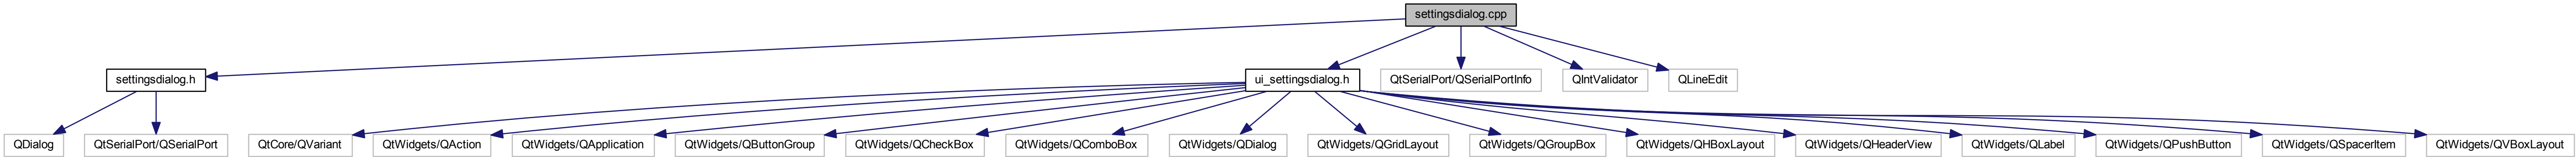 settingsdialog.cpp
settingsdialog.h
ui_settingsdialog.h
QtSerialPort/QSerialPortInfo
QIntValidator
QLineEdit
QDialog
QtSerialPort/QSerialPort
QtCore/QVariant
QtWidgets/QAction
QtWidgets/QApplication
QtWidgets/QButtonGroup
QtWidgets/QCheckBox
QtWidgets/QComboBox
QtWidgets/QDialog
QtWidgets/QGridLayout
QtWidgets/QGroupBox
QtWidgets/QHBoxLayout
QtWidgets/QHeaderView
QtWidgets/QLabel
QtWidgets/QPushButton
QtWidgets/QSpacerItem
QtWidgets/QVBoxLayout